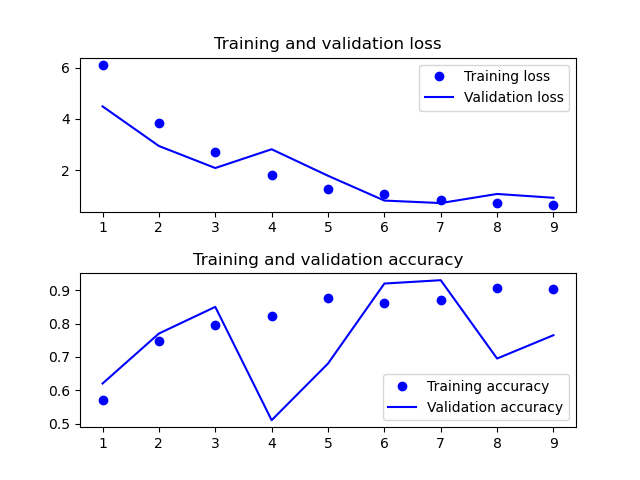 Training and validation loss
6
4
2
Training loss
Validation loss
1 2 3 4 5 6 7 8 9
Training and validation accuracy
0.9
0.8
0.7
0.6
0.5
Training accuracy
Validation accuracy
1 2 3 4 5 6 7 8 9